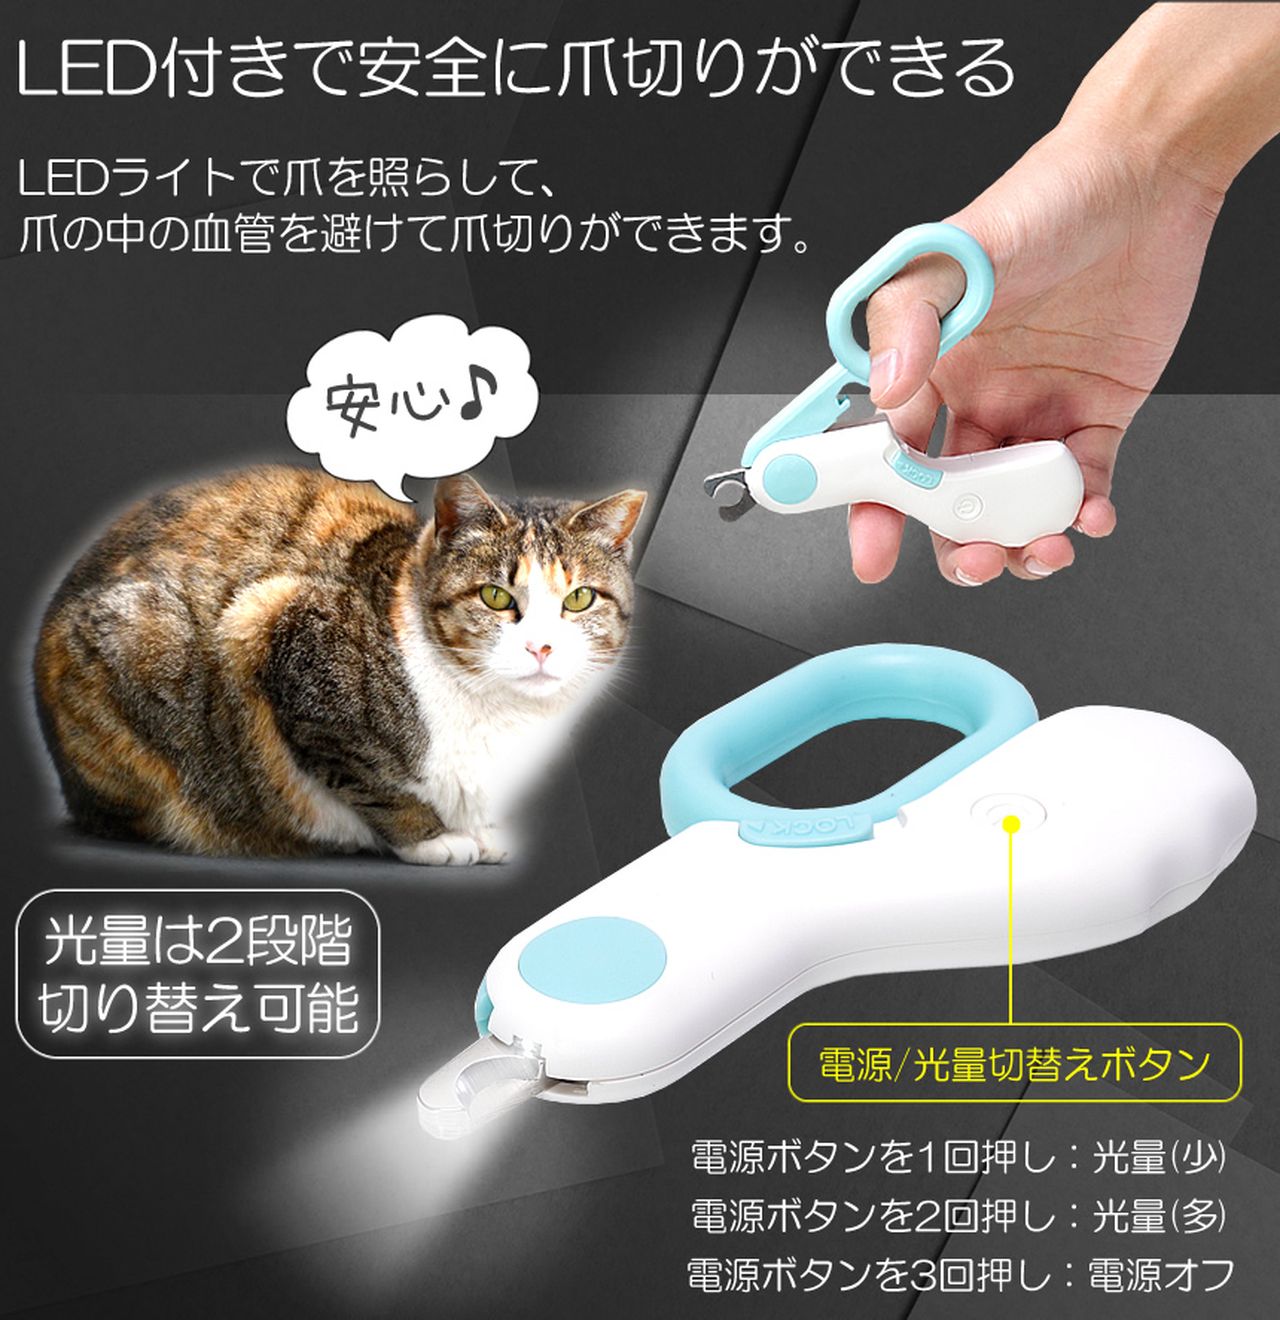 LED付きで安全に爪切りができる
LEDライトで爪を照らして、
爪の中の血管を避けて爪切りができます。
安心♪
LOCK
LOCK
光量は2段階
切り替え可能
電源/光量切替えボタン
電源ボタンを1回押し：光量(少)
電源ボタンを2回押し：光量(多)
電源ボタンを3回押し：電源オフ